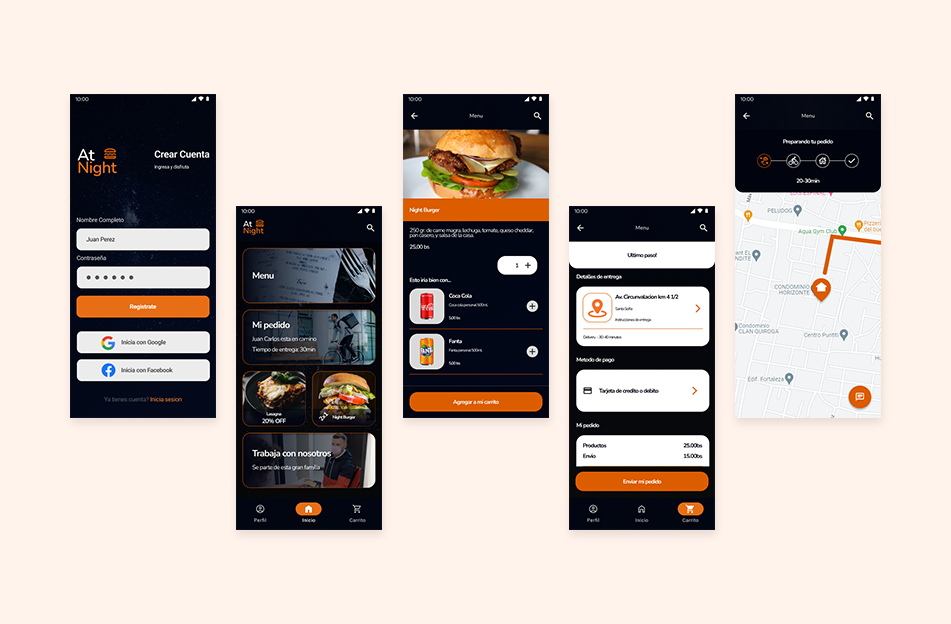 10:00
At
Night
Crear Cuenta
Ingresa y disfruta
Nombre Completo
Juan Perez
Contraseña
Registrate
Inicia con Google
Inicia con Facebook
Ya tienes cuenta? Inicia sesion
10:00
At
Night
Menu
Mi pedido
Juan Carlos esta en camino
Tiempo de entrega: 30min
Lasagna
20% OFF
Night Burger
Trabaja con nosotros
Se parte de esta gran familia
Perfil
Inicio
Carrito
10:00
Menu
Night Burger
250 gr. de carne magra, lechuga, tomate, queso cheddar,
pan casero, y salsa de la casa.
25,00 bs
1
Esto iria bien con...
Coca Cola
Coca cola personal 500mL
5,00 bs
Fanta
Fanta personal 500mL
5,00 bs
Agregar a mi carrito
10:00
Menu
Ultimo paso!
Detalles de entrega
Av. Circunvalacion km 4 1/2
Santa Sofia
Instrucciones de entrega
Delivery - 30-40 minutos
Metodo de pago
Tarjeta de credito o debito
Mi pedido
Productos 25.00bs
Envio 15.00bs
Enviar mi pedido
Perfil
Inicio
Carrito
10:00
Menu
Preparando tu pedido
20-30min
PELUDOG
Aqua Gym Club
CONDOMINIO
HORIZONTE
Condominio
CLAN QUIROGA
Centro Puntiti
Edif. Fortaleza